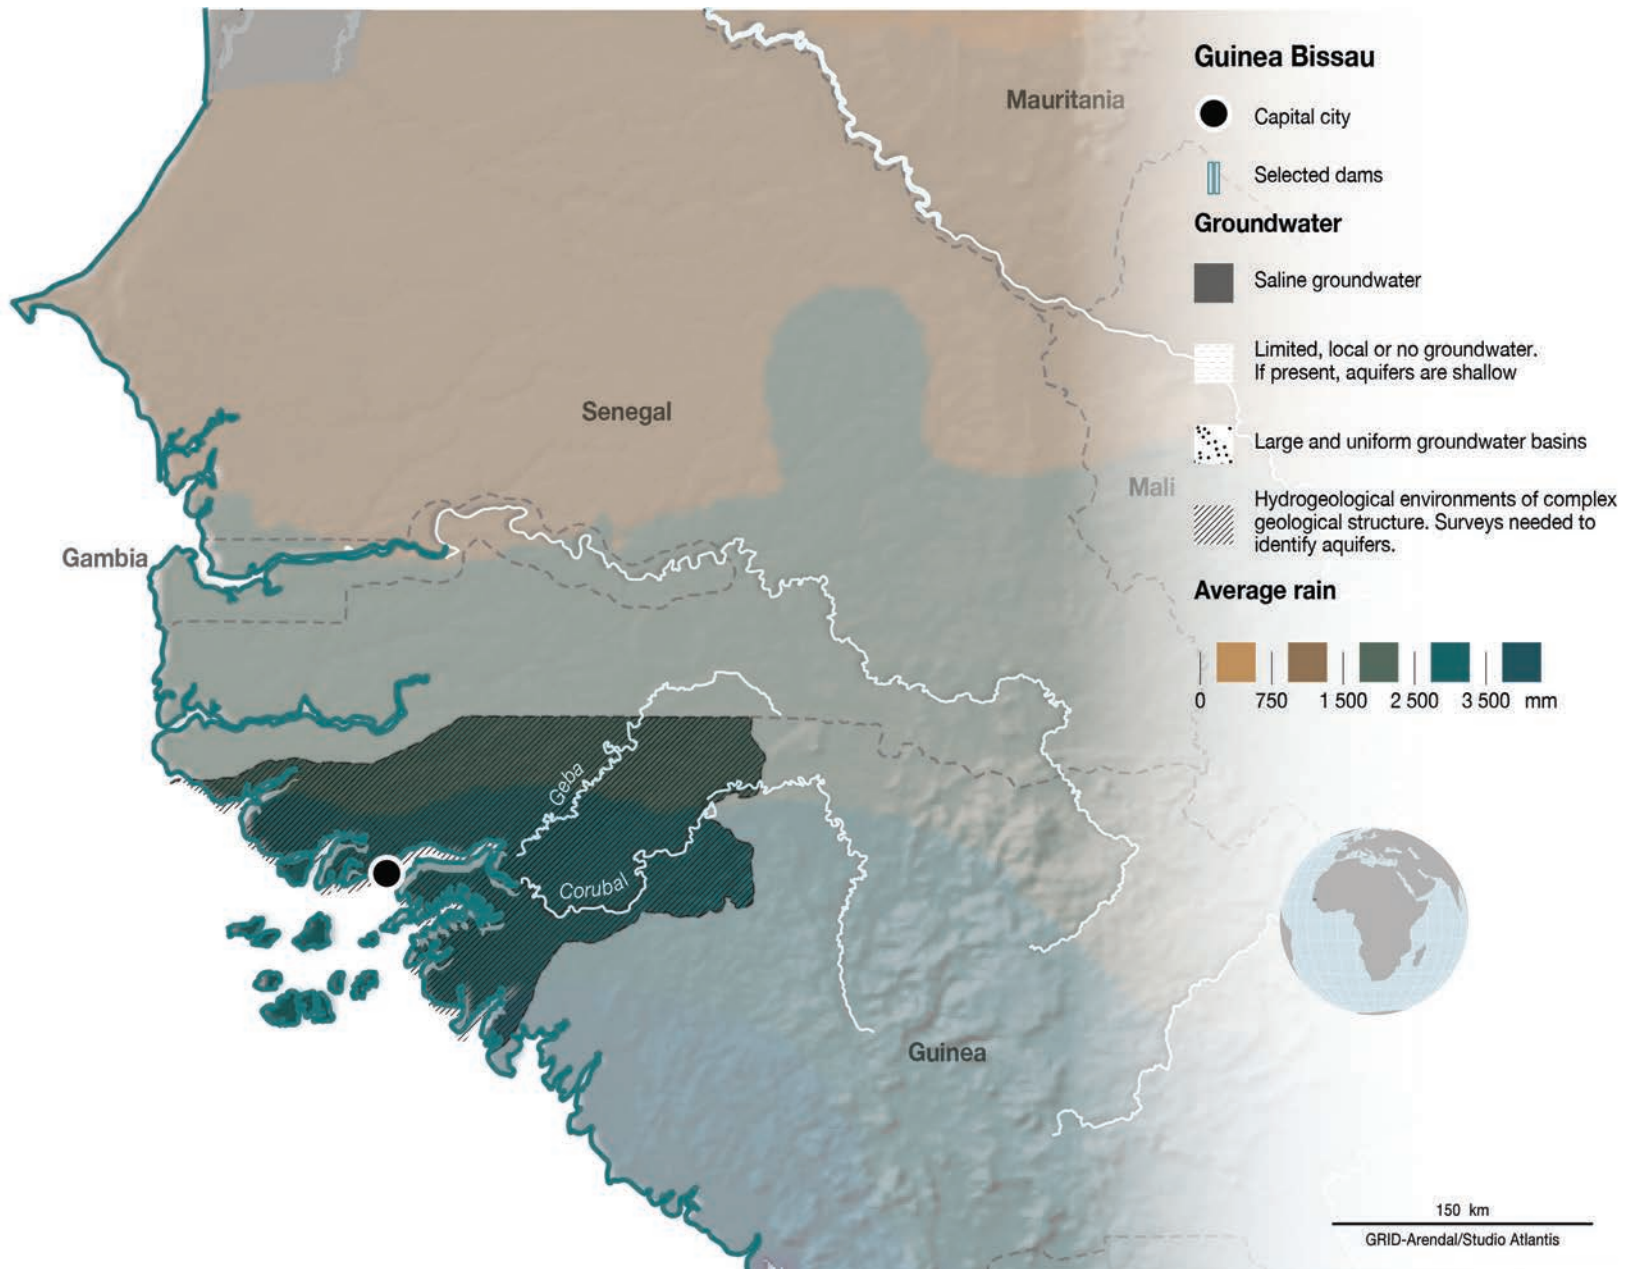 Guinea Bissau
Mauritania
Capital city
Selected dams
Groundwater
Saline groundwater
Limited, local or no groundwater.
If present, aquifers are shallow
Senegal
Large and uniform groundwater basins
Mali
Hydrogeological environments of complex
geological structure. Surveys needed to
identify aquifers.
Gambia
Average rain
0 750 1 500 2 500 3 500 mm
Geba
Corubal
Guinea
150 km
GRID-Arendal/Studio Atlantis